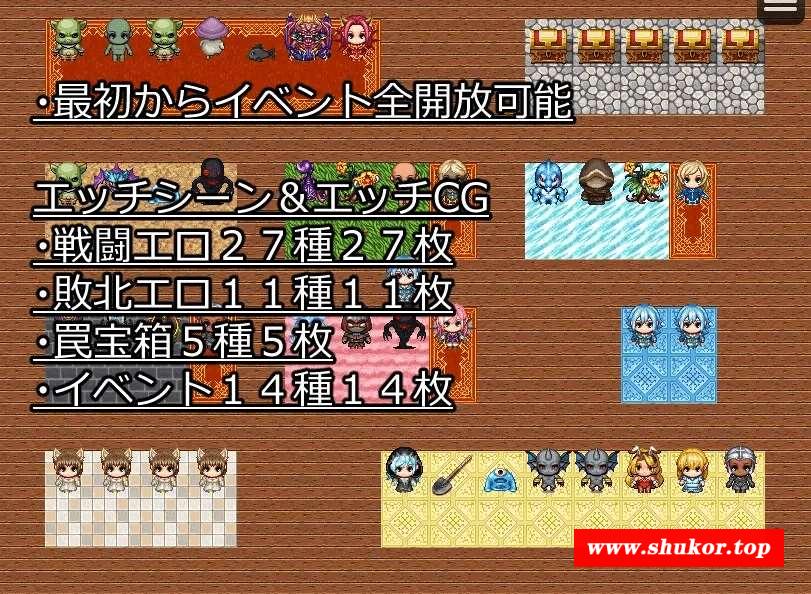 ・最初からイベント全開放可能
エッチシーン＆エッチCG
・戦闘エロ２７種２７枚
・敗北エロ１１種１１枚
・罠宝箱５種５枚
・イベント１４種１４枚
www.shukor.top